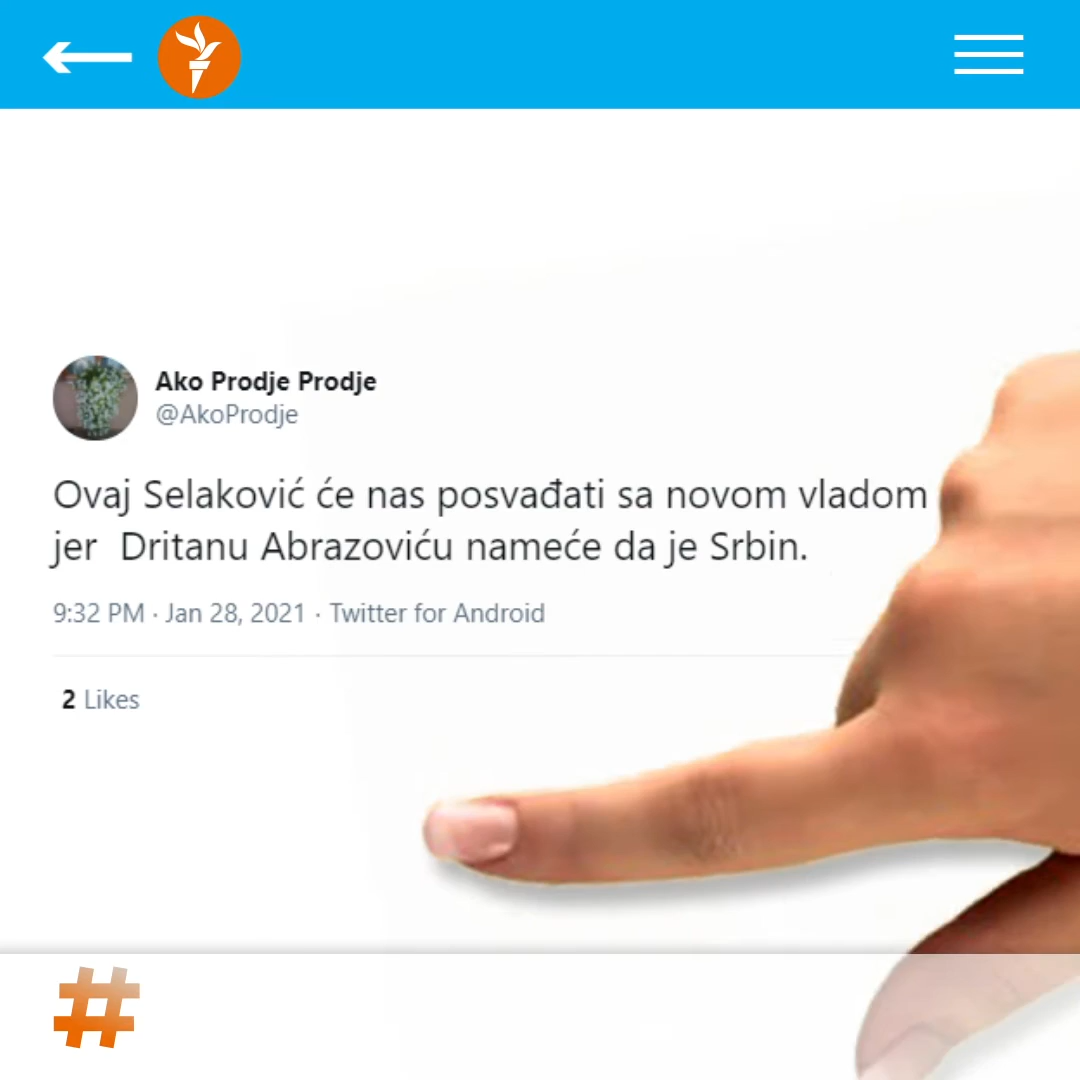 Ako Prodje Prodje
@AkoProdje
Ovaj Selaković će nas posvađati sa novom vladom
jer Dritanu Abrazoviću nameće da je Srbin.
9:32 PM · Jan 28, 2021 · Twitter for Android
2 Likes
#